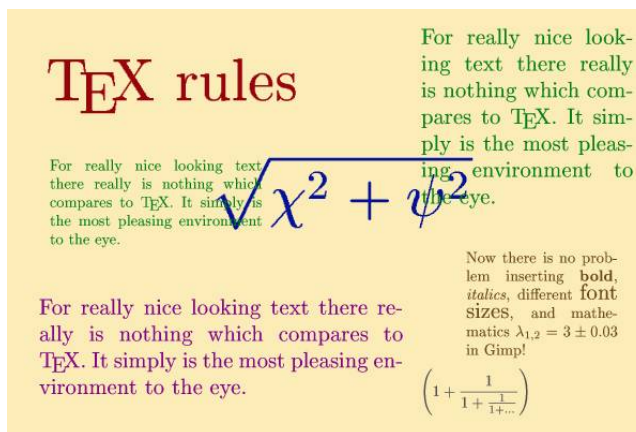 TEX rules
For really nice look-
ing text there really
is nothing which com-
pares to TEX. It sim-
ply is the most pleas-
ing environment to
the eye.
For really nice looking text
there really is nothing which
compares to TEX. It simply is
the most pleasing environment
to the eye.
√(χ² + ψ²)
Now there is no prob-
lem inserting bold,
italics, different font
sizes, and mathe-
matics λ₁,₂ = 3 ± 0.03
in Gimp!
For really nice looking text there re-
ally is nothing which compares to
TEX. It simply is the most pleasing en-
vironment to the eye.
(1 + 1/(1 + 1/(1+...)))